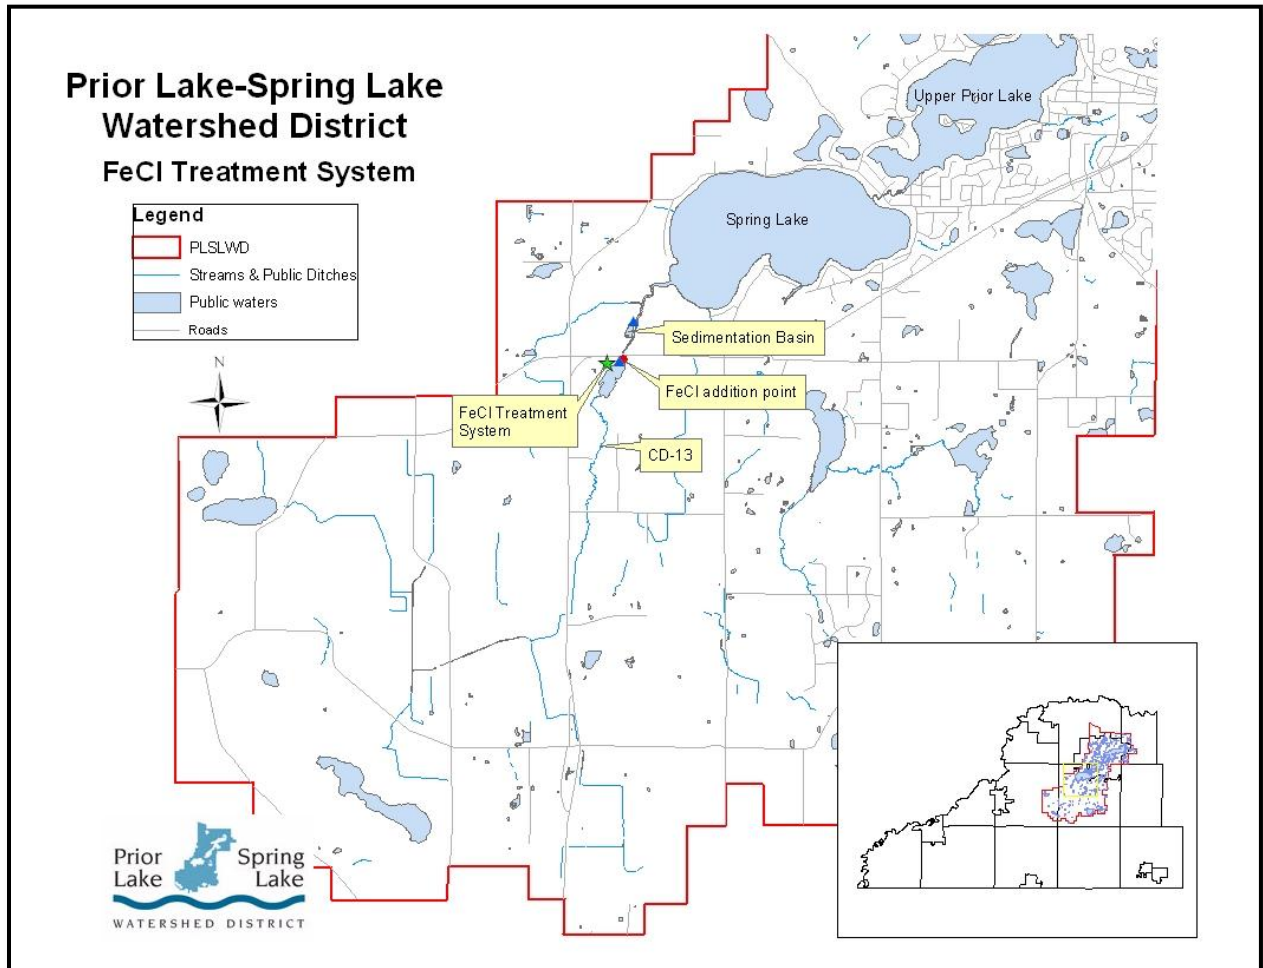 Prior Lake-Spring Lake
Watershed District
FeCl Treatment System
Legend
PLSLWD
Streams & Public Ditches
Public waters
Roads
N
Upper Prior Lake
Spring Lake
Sedimentation Basin
FeCl addition point
FeCl Treatment
System
CD-13
Prior Spring
Lake Lake
WATERSHED DISTRICT